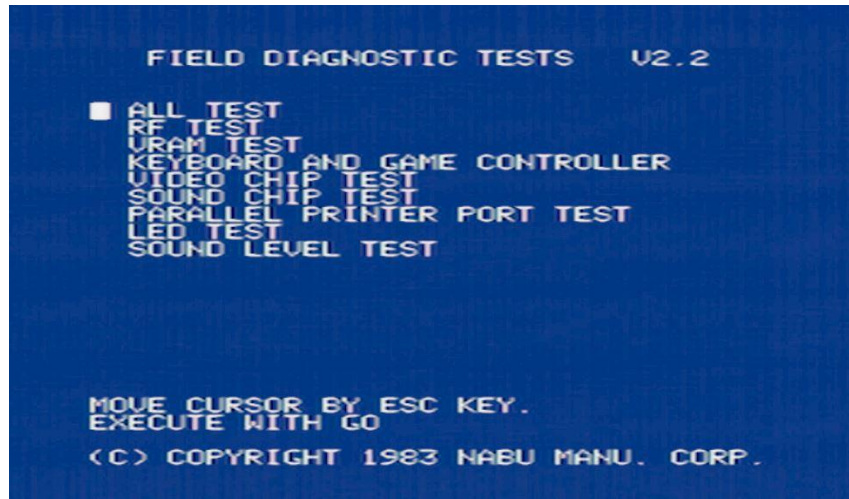 FIELD DIAGNOSTIC TESTS V2.2
ALL TEST
RF TEST
VRAM TEST
KEYBOARD AND GAME CONTROLLER
VIDEO CHIP TEST
SOUND CHIP TEST
PARALLEL PRINTER PORT TEST
LED TEST
SOUND LEVEL TEST
MOVE CURSOR BY ESC KEY.
EXECUTE WITH GO
(C) COPYRIGHT 1983 NABU MANU. CORP.